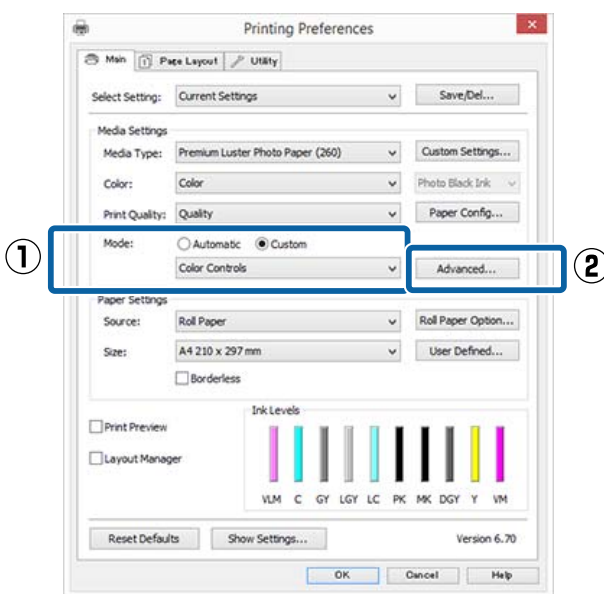 Printing Preferences
Main Page Layout Utility
Select Setting: Current Settings Save/Del...
Media Settings
Media Type: Premium Luster Photo Paper (260) Custom Settings...
Color: Color Photo Black Ink
Print Quality: Quality Paper Config...
① Mode: Automatic Custom
Color Controls Advanced... ②
Paper Settings
Source: Roll Paper Roll Paper Option...
Size: A4 210 x 297 mm User Defined...
Borderless
Ink Levels
Print Preview
Layout Manager
VLM C GY LGY LC PK MK DGY Y VM
Reset Defaults Show Settings... Version 6.70
OK Cancel Help